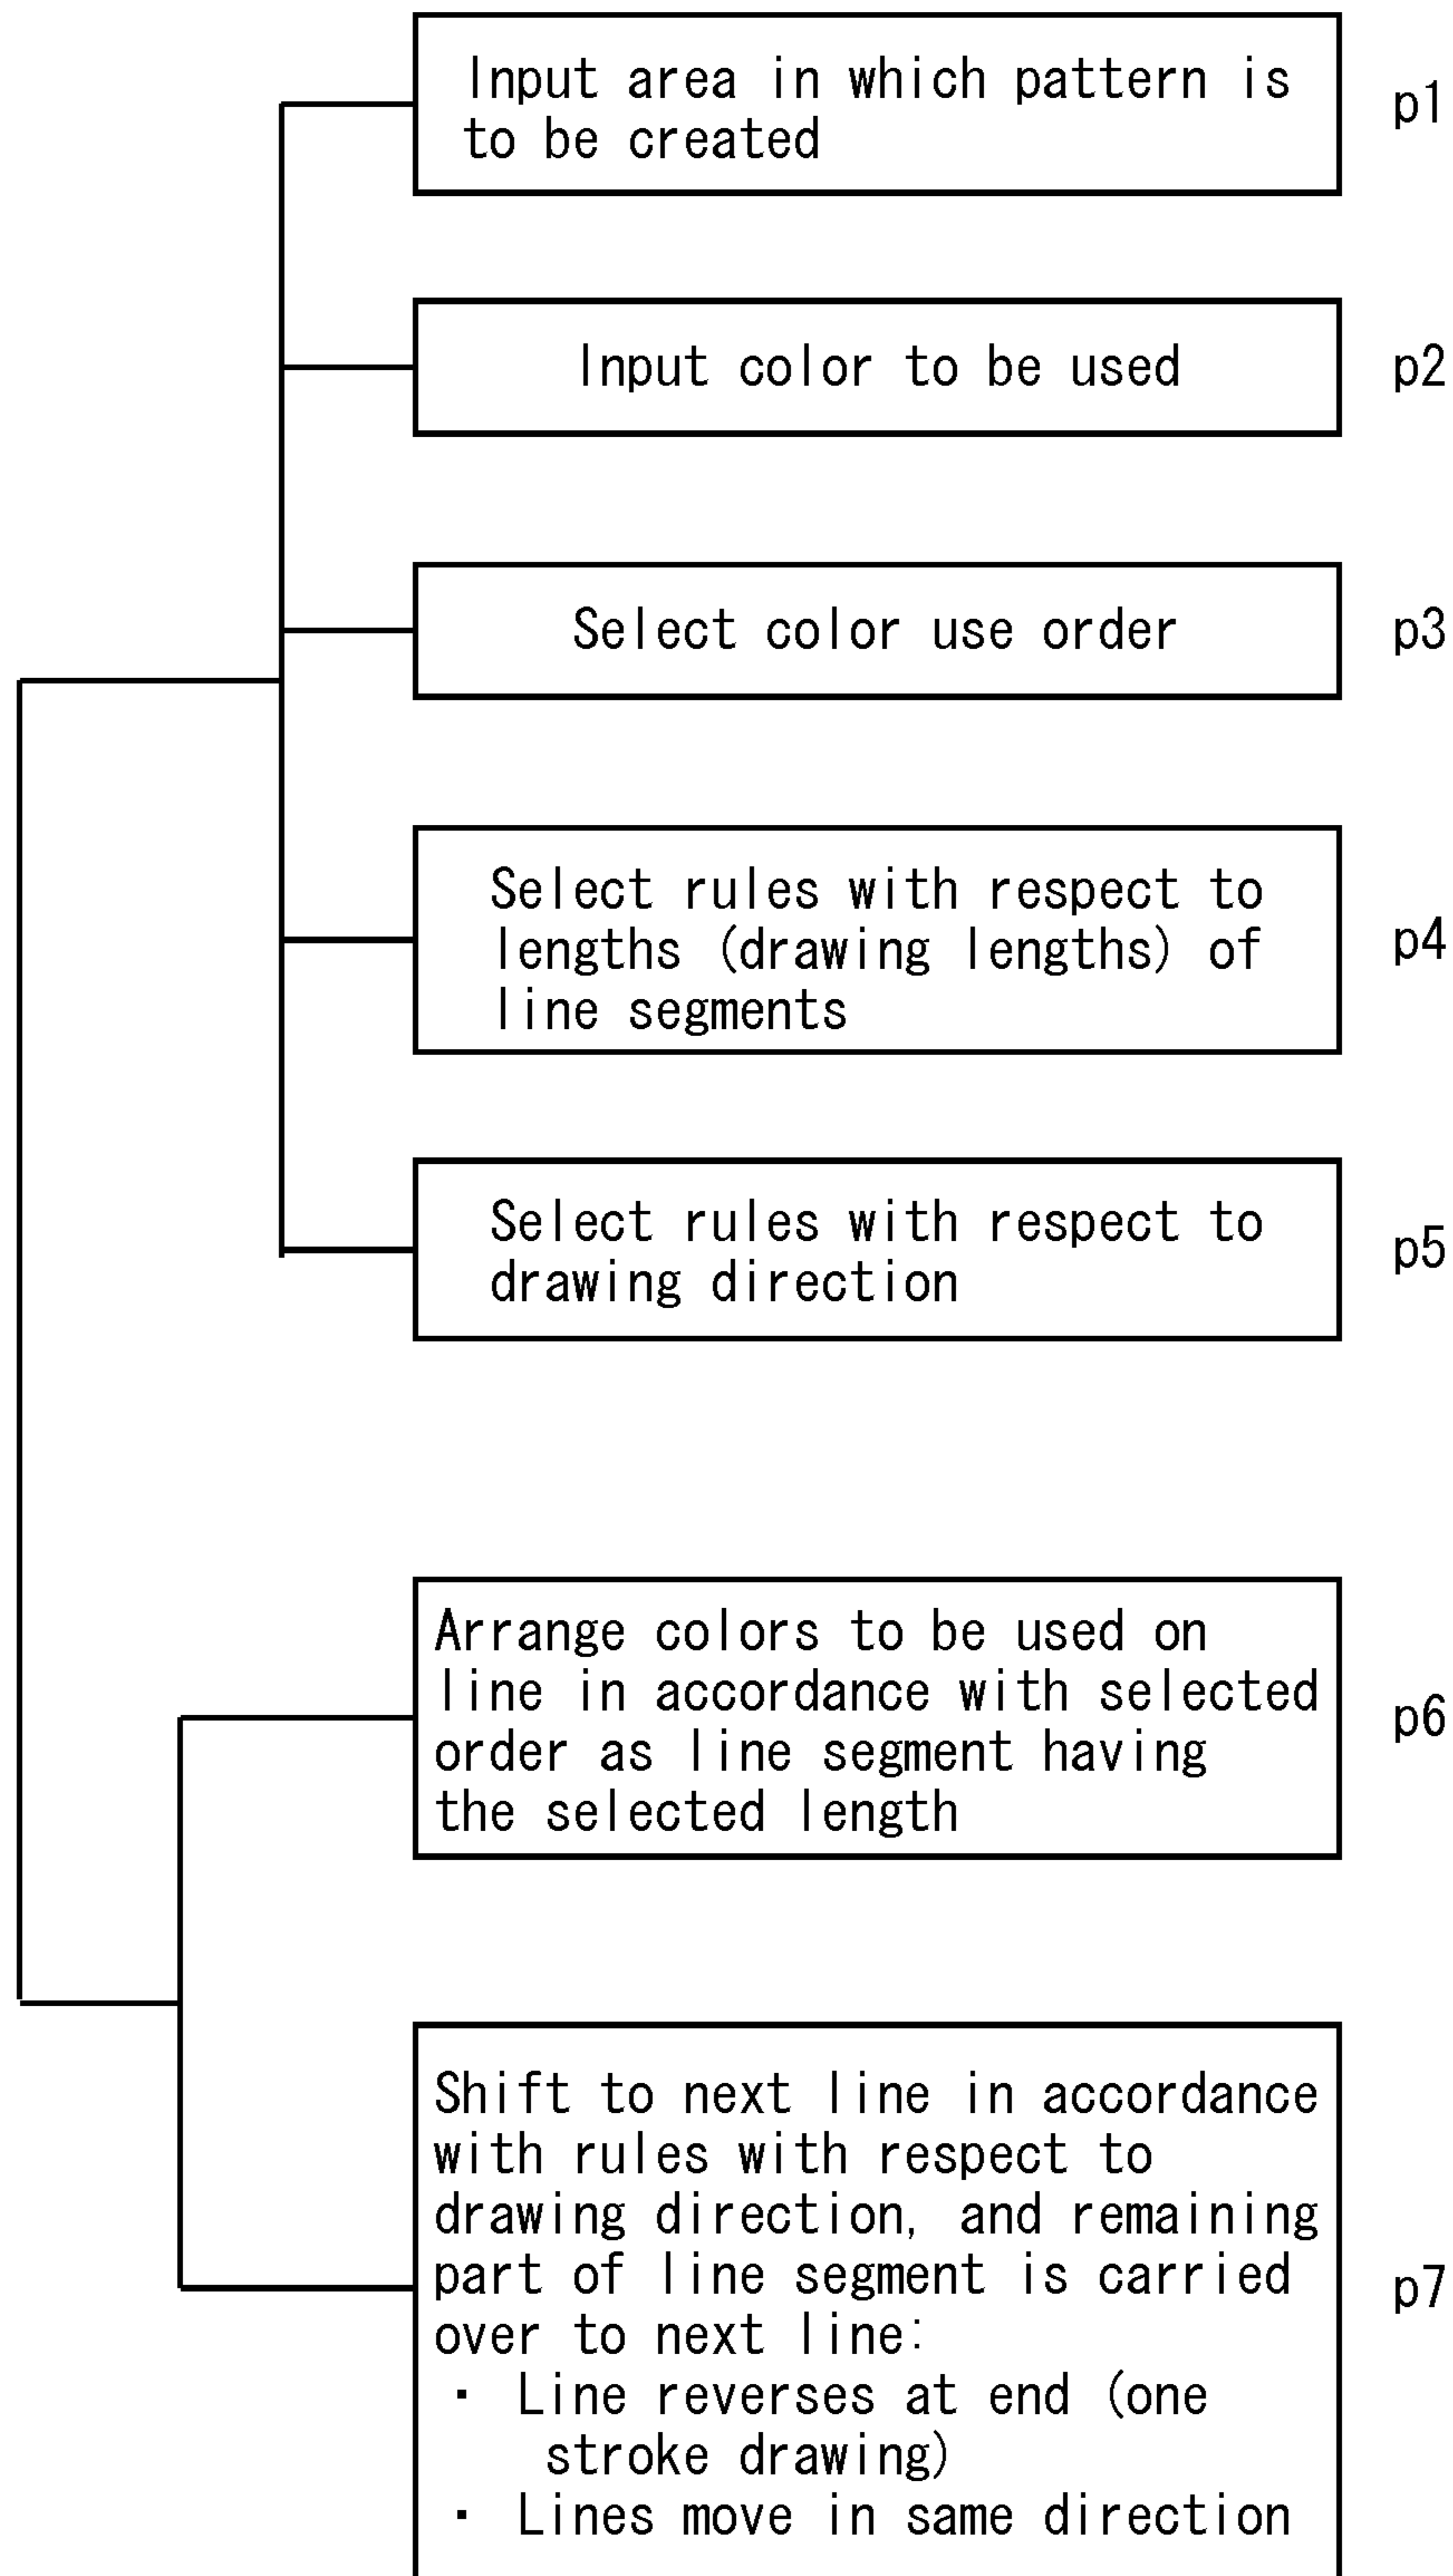 Input area in which pattern is
to be created
p1
Input color to be used
p2
Select color use order
p3
Select rules with respect to
lengths (drawing lengths) of
line segments
p4
Select rules with respect to
drawing direction
p5
Arrange colors to be used on
line in accordance with selected
order as line segment having
the selected length
p6
Shift to next line in accordance
with rules with respect to
drawing direction, and remaining
part of line segment is carried
over to next line:
・ Line reverses at end (one
stroke drawing)
・ Lines move in same direction
p7